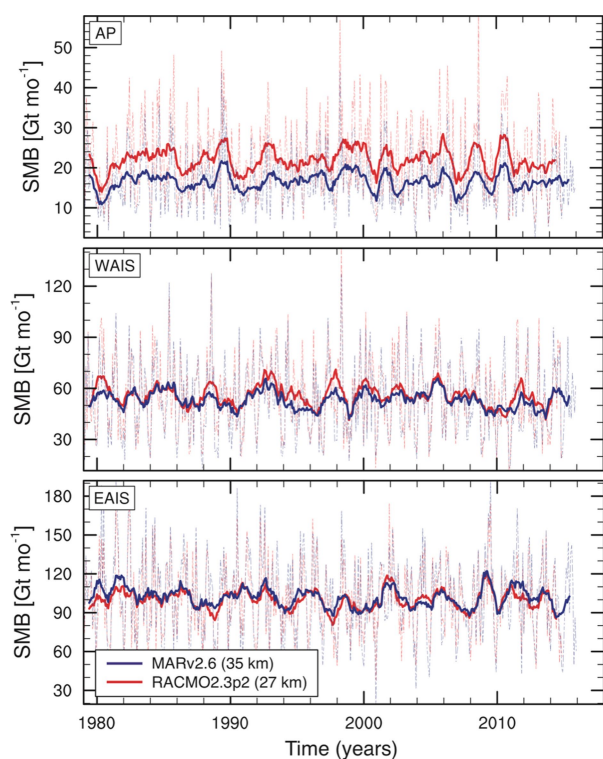 AP
50
40
30
20
10
SMB [Gt mo⁻¹]
WAIS
120
90
60
30
SMB [Gt mo⁻¹]
EAIS
180
150
120
90
60
30
SMB [Gt mo⁻¹]
MARv2.6 (35 km)
RACMO2.3p2 (27 km)
1980 1990 2000 2010
Time (years)